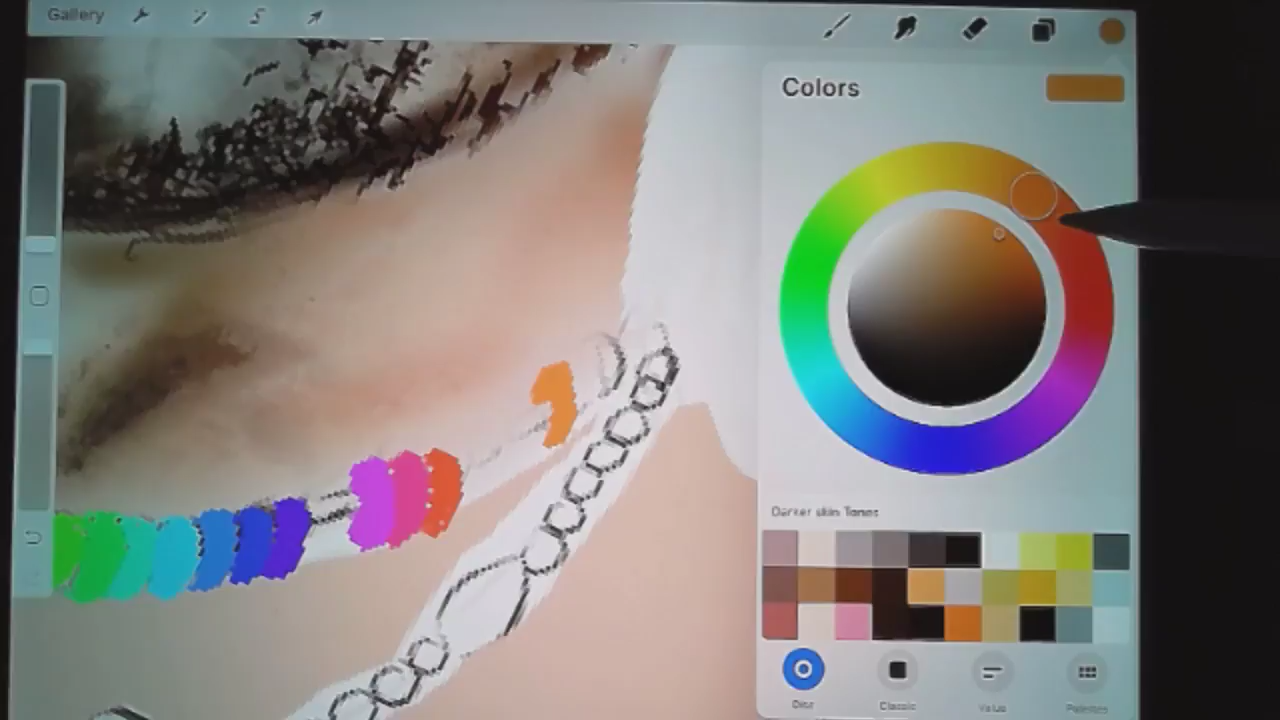 Gallery
Colors
Darker skin Tones
Disc
Classic
Value
Palettes